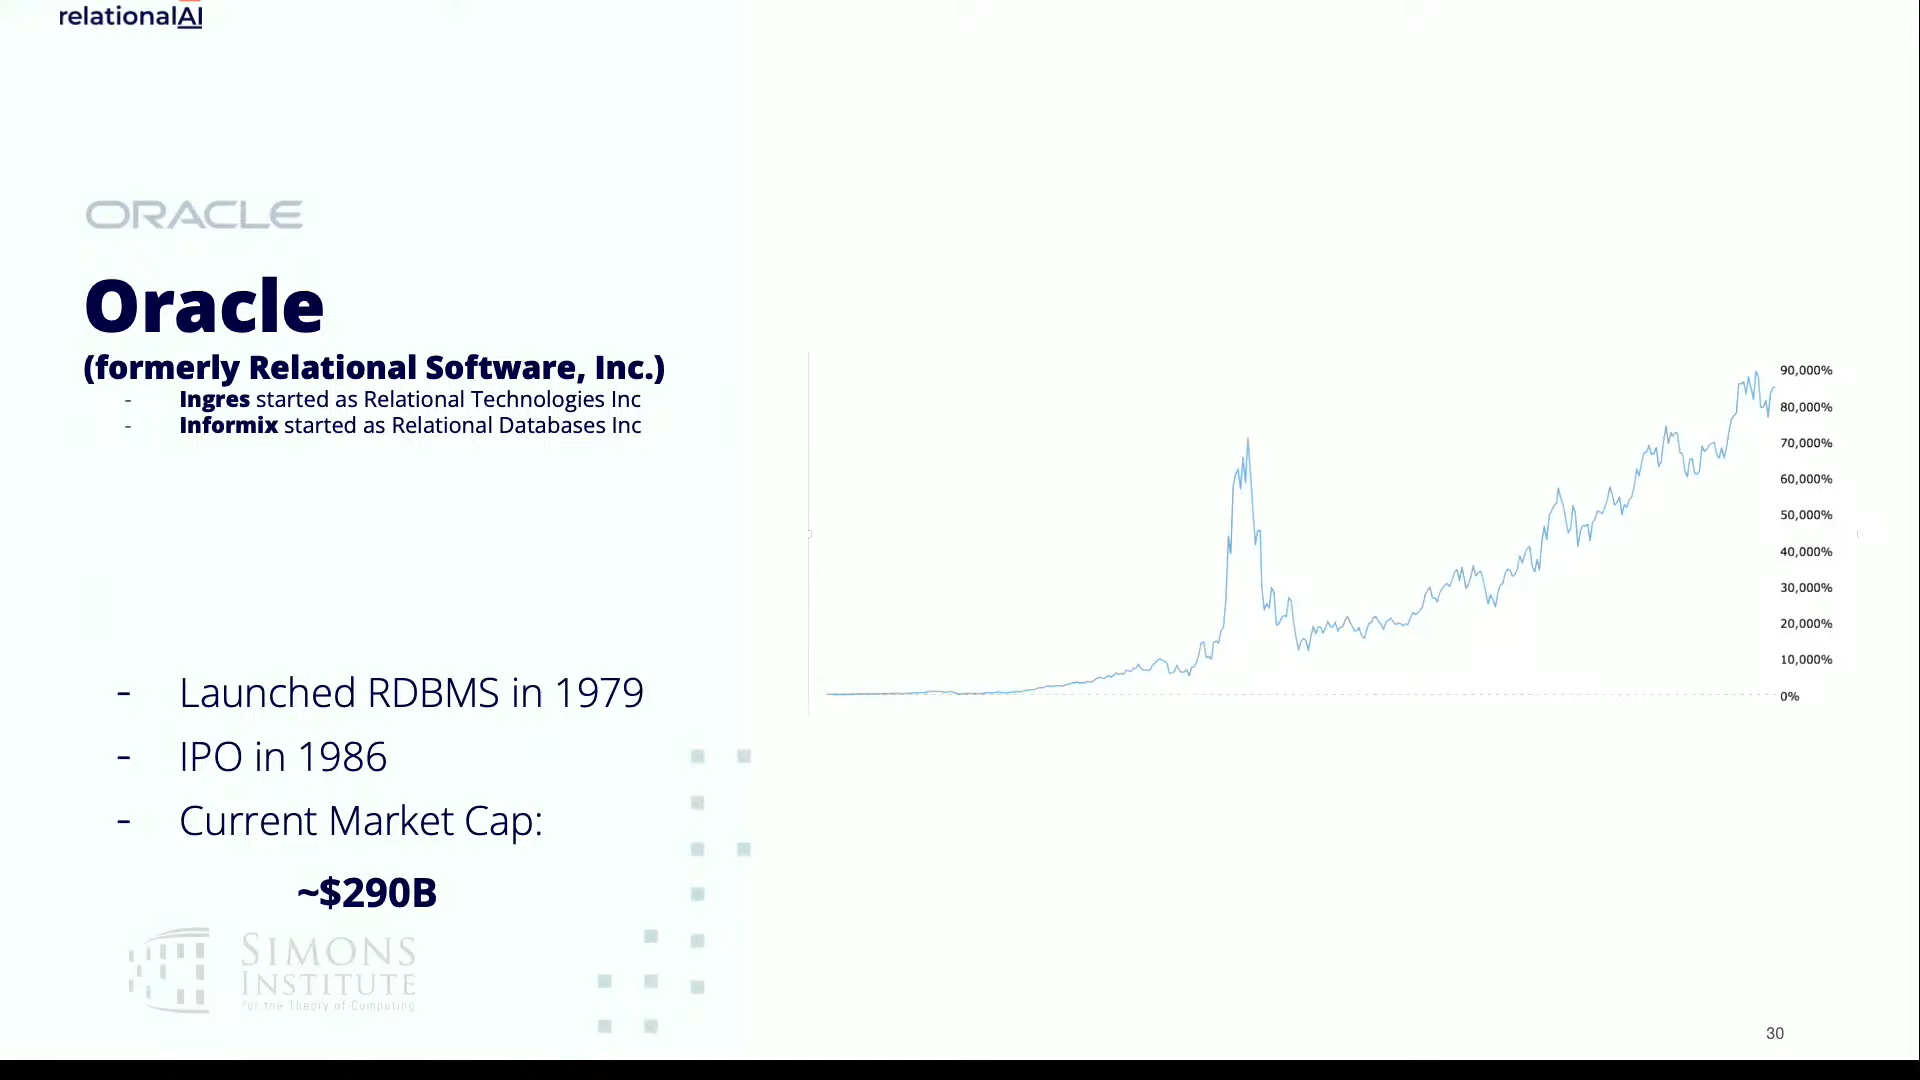 relationalAI
ORACLE
Oracle
(formerly Relational Software, Inc.)
- Ingres started as Relational Technologies Inc
- Informix started as Relational Databases Inc
- Launched RDBMS in 1979
- IPO in 1986
- Current Market Cap:
~$290B
SIMONS
INSTITUTE
for the Theory of Computing
90,000%
80,000%
70,000%
60,000%
50,000%
40,000%
30,000%
20,000%
10,000%
0%
30